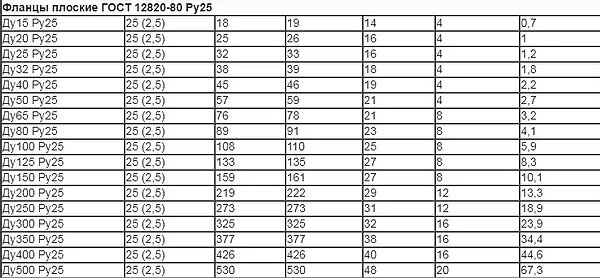 Фланцы плоские ГОСТ 12820-80 Ру25
Ду15 Ру25 25 (2,5) 18 19 14 4 0,7
Ду20 Ру25 25 (2,5) 25 26 16 4 1
Ду25 Ру25 25 (2,5) 32 33 16 4 1,2
Ду32 Ру25 25 (2,5) 38 39 18 4 1,8
Ду40 Ру25 25 (2,5) 45 46 19 4 2,2
Ду50 Ру25 25 (2,5) 57 59 21 4 2,7
Ду65 Ру25 25 (2,5) 76 78 21 8 3,2
Ду80 Ру25 25 (2,5) 89 91 23 8 4,1
Ду100 Ру25 25 (2,5) 108 110 25 8 5,9
Ду125 Ру25 25 (2,5) 133 135 27 8 8,3
Ду150 Ру25 25 (2,5) 159 161 27 8 10,1
Ду200 Ру25 25 (2,5) 219 222 29 12 13,3
Ду250 Ру25 25 (2,5) 273 273 31 12 18,9
Ду300 Ру25 25 (2,5) 325 325 32 16 23,9
Ду350 Ру25 25 (2,5) 377 377 38 16 34,4
Ду400 Ру25 25 (2,5) 426 426 40 16 44,6
Ду500 Ру25 25 (2,5) 530 530 48 20 67,3